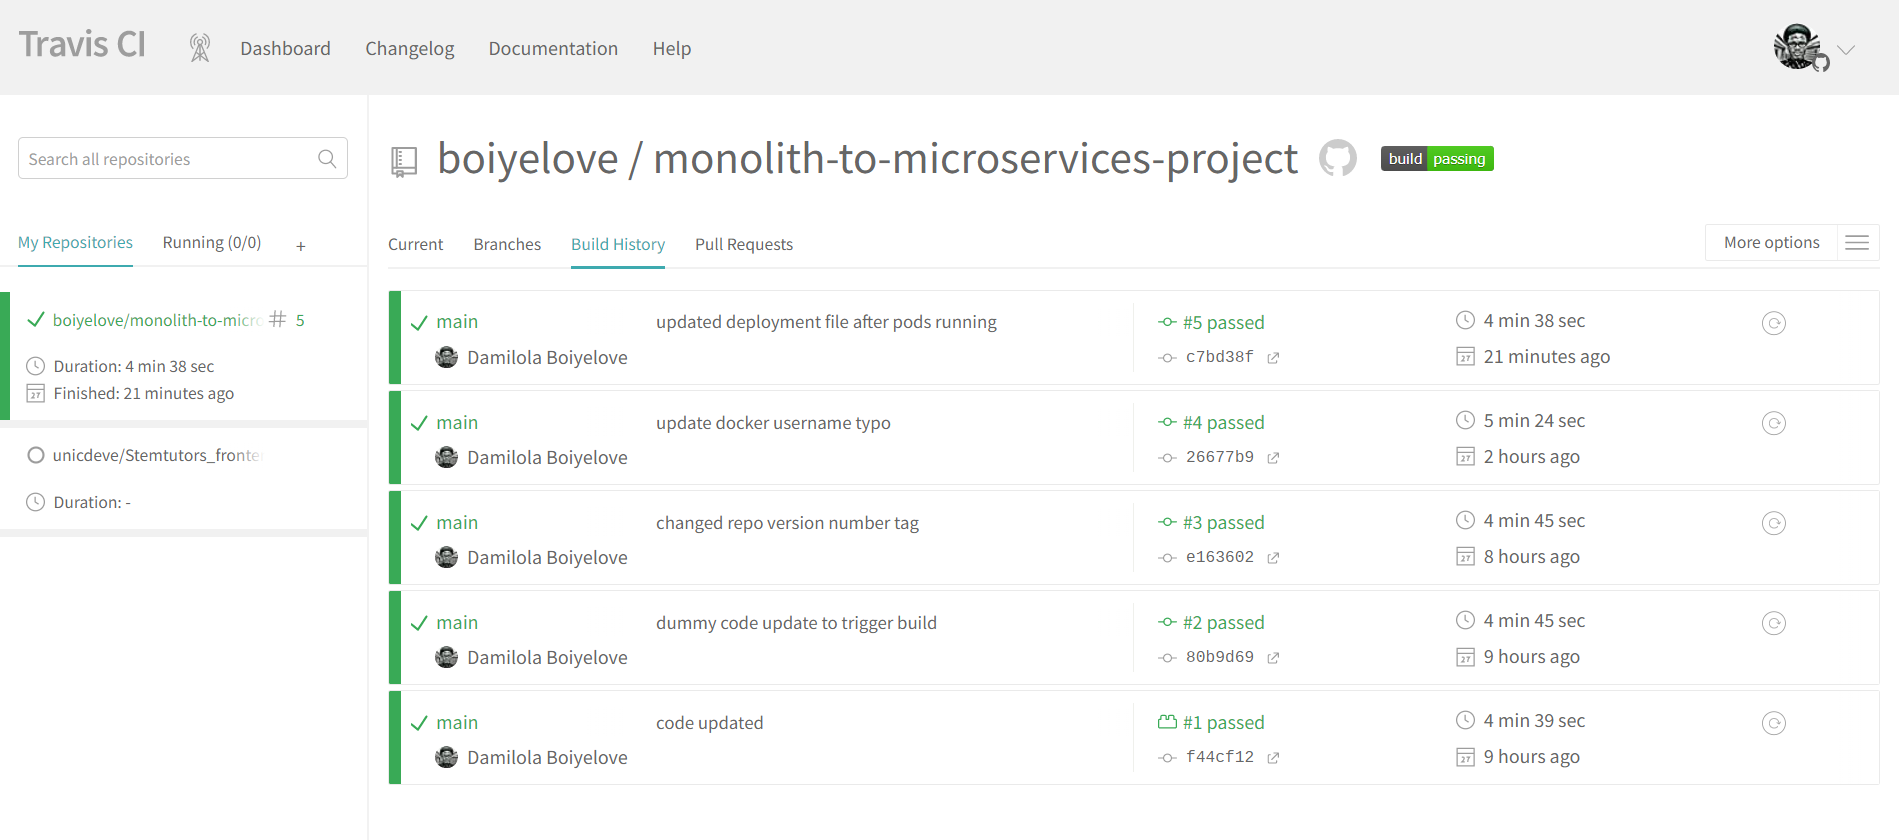 Travis CI
Dashboard
Changelog
Documentation
Help
Search all repositories
My Repositories
Running (0/0)
+
boiyelove/monolith-to-micro
# 5
Duration: 4 min 38 sec
27 Finished: 21 minutes ago
unicdeve/Stemtutors_fronte
Duration: -
boiyelove / monolith-to-microservices-project
build passing
Current
Branches
Build History
Pull Requests
More options
main
updated deployment file after pods running
#5 passed
4 min 38 sec
Damilola Boiyelove
c7bd38f
27 21 minutes ago
main
update docker username typo
#4 passed
5 min 24 sec
Damilola Boiyelove
26677b9
27 2 hours ago
main
changed repo version number tag
#3 passed
4 min 45 sec
Damilola Boiyelove
e163602
27 8 hours ago
main
dummy code update to trigger build
#2 passed
4 min 45 sec
Damilola Boiyelove
80b9d69
27 9 hours ago
main
code updated
#1 passed
4 min 39 sec
Damilola Boiyelove
f44cf12
27 9 hours ago